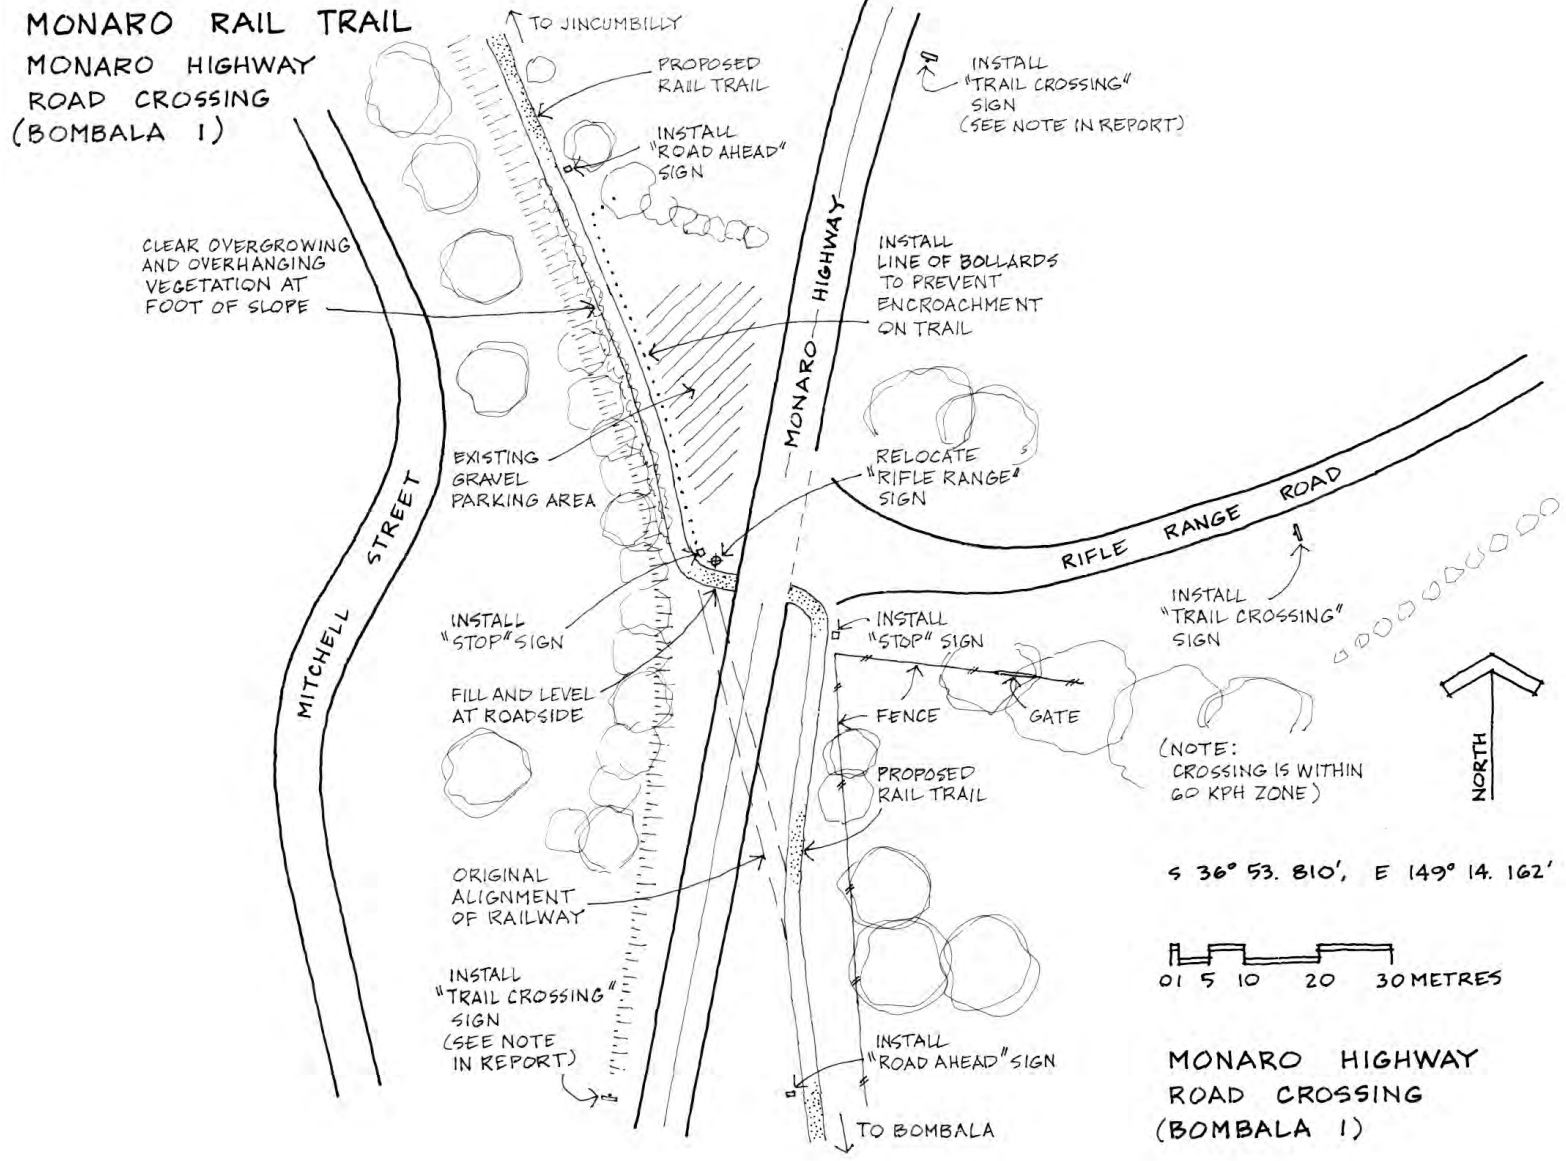 MONARO RAIL TRAIL
MONARO HIGHWAY
ROAD CROSSING
(BOMBALA 1)
TO JINCUMBILLY
PROPOSED
RAIL TRAIL
INSTALL
"ROAD AHEAD"
SIGN
INSTALL
"TRAIL CROSSING"
SIGN
(SEE NOTE IN REPORT)
CLEAR OVERGROWING
AND OVERHANGING
VEGETATION AT
FOOT OF SLOPE
MONARO HIGHWAY
INSTALL
LINE OF BOLLARDS
TO PREVENT
ENCROACHMENT
ON TRAIL
EXISTING
GRAVEL
PARKING AREA
RELOCATE
"RIFLE RANGE"
SIGN
RIFLE RANGE ROAD
MITCHELL STREET
INSTALL
"STOP" SIGN
INSTALL
"STOP" SIGN
INSTALL
"TRAIL CROSSING"
SIGN
FILL AND LEVEL
AT ROADSIDE
FENCE
GATE
(NOTE:
CROSSING IS WITHIN
60 KPH ZONE)
NORTH
PROPOSED
RAIL TRAIL
ORIGINAL
ALIGNMENT
OF RAILWAY
S 36° 53. 810', E 149° 14. 162'
0 1 5 10 20 30 METRES
INSTALL
"TRAIL CROSSING"
SIGN
(SEE NOTE
IN REPORT)
INSTALL
"ROAD AHEAD" SIGN
TO BOMBALA
MONARO HIGHWAY
ROAD CROSSING
(BOMBALA 1)